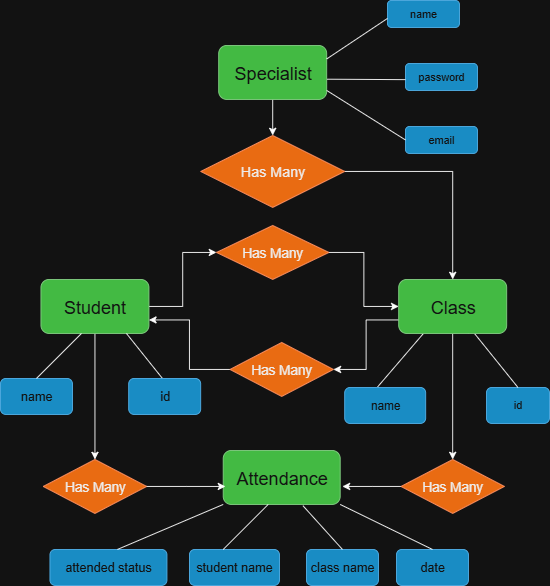 name
Specialist
password
email
Has Many
Has Many
Student
Class
Has Many
name
id
name
id
Has Many
Attendance
Has Many
attended status
student name
class name
date